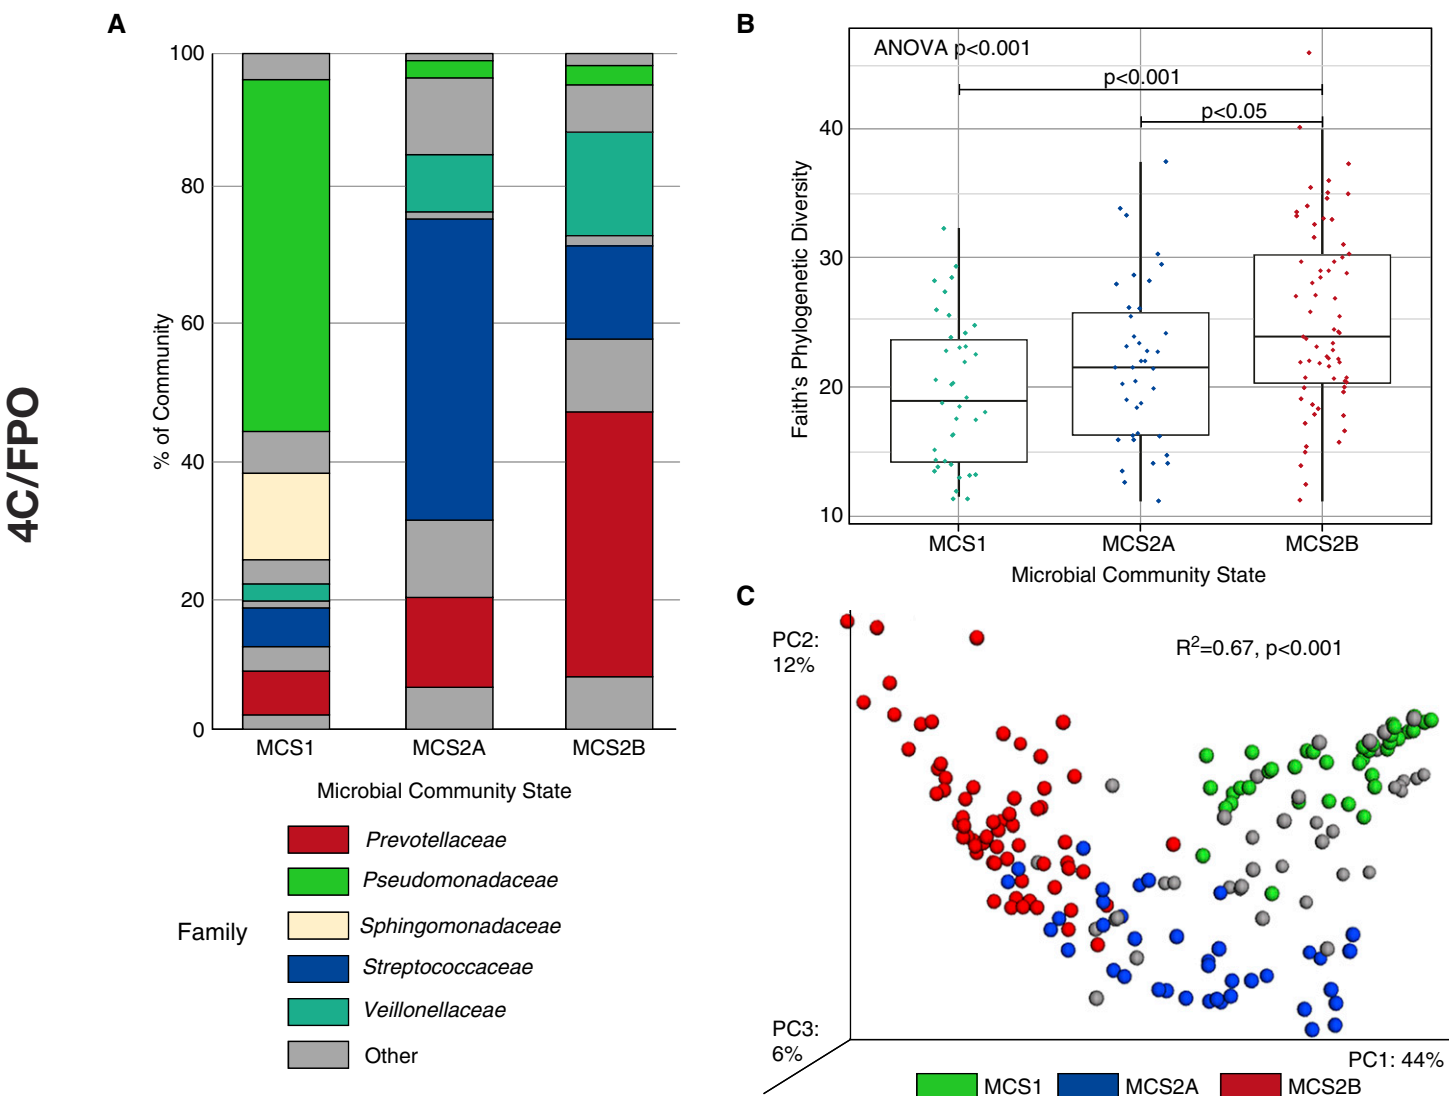 4C/FPO
A
100
80
60
40
20
0
% of Community
MCS1 MCS2A MCS2B
Microbial Community State
Family
Prevotellaceae
Pseudomonadaceae
Sphingomonadaceae
Streptococcaceae
Veillonellaceae
Other
B
ANOVA p<0.001
p<0.001
p<0.05
40
30
20
10
Faith's Phylogenetic Diversity
MCS1 MCS2A MCS2B
Microbial Community State
C
PC2:
12%
R²=0.67, p<0.001
PC3:
6%
PC1: 44%
MCS1 MCS2A MCS2B